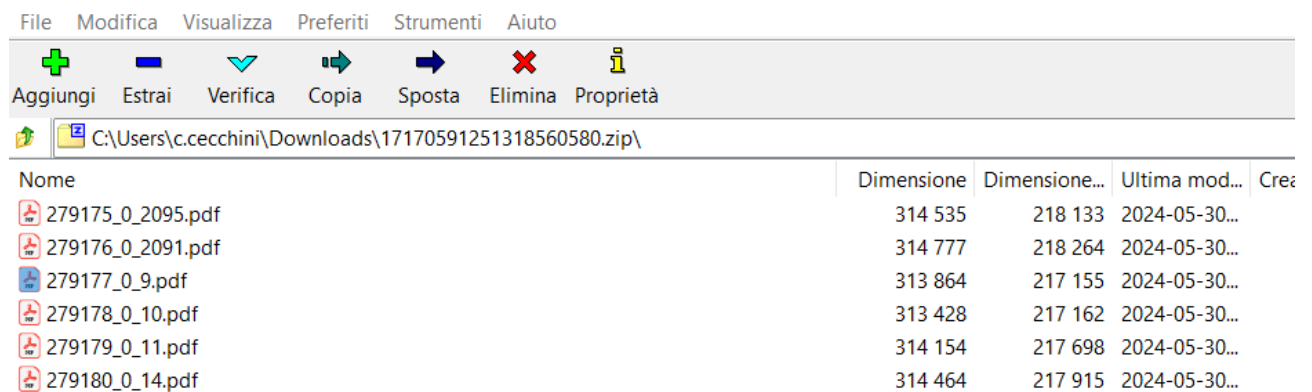 File Modifica Visualizza Preferiti Strumenti Aiuto
Aggiungi Estrai Verifica Copia Sposta Elimina Proprietà
C:\Users\c.cecchini\Downloads\17170591251318560580.zip\
Nome Dimensione Dimensione... Ultima mod... Crea
279175_0_2095.pdf 314 535 218 133 2024-05-30...
279176_0_2091.pdf 314 777 218 264 2024-05-30...
279177_0_9.pdf 313 864 217 155 2024-05-30...
279178_0_10.pdf 313 428 217 162 2024-05-30...
279179_0_11.pdf 314 154 217 698 2024-05-30...
279180_0_14.pdf 314 464 217 915 2024-05-30...